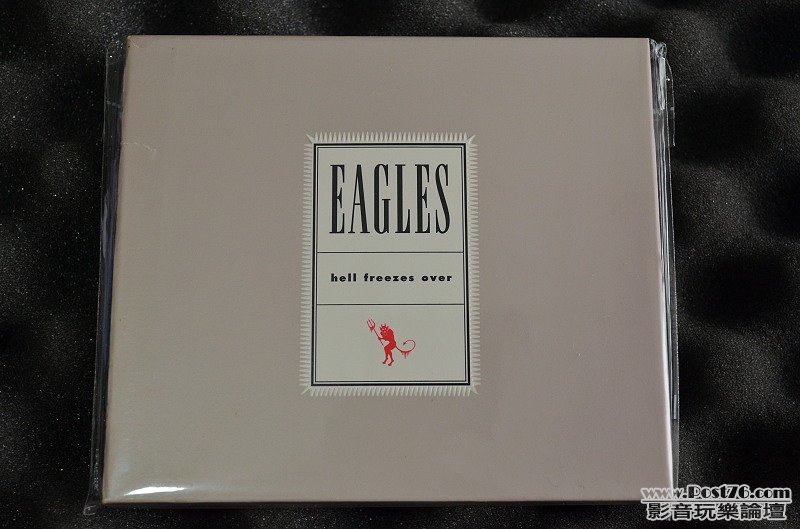 EAGLES
hell freezes over
www.Post76.com
影音玩樂論壇